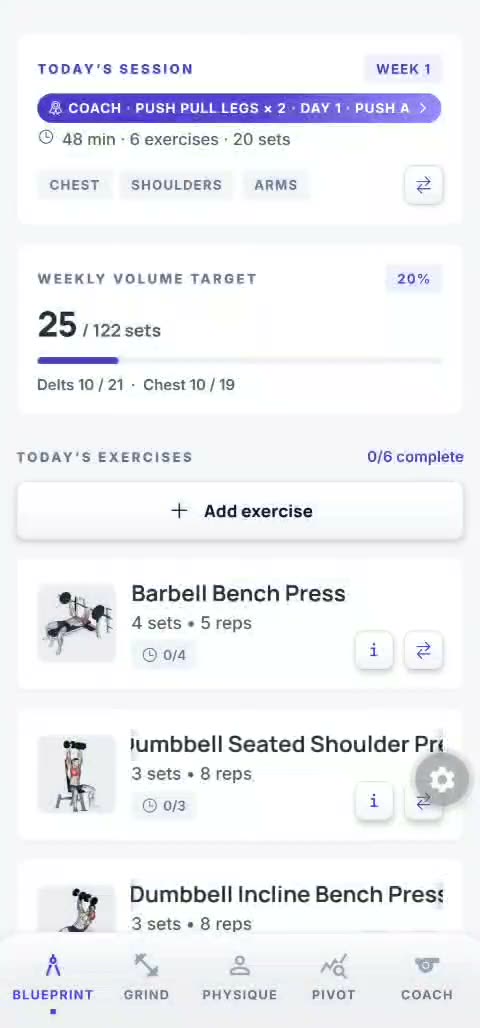 TODAY'S SESSION
WEEK 1
COACH · PUSH PULL LEGS × 2 · DAY 1 · PUSH A
48 min · 6 exercises · 20 sets
CHEST
SHOULDERS
ARMS
WEEKLY VOLUME TARGET
20%
25 / 122 sets
Delts 10 / 21 · Chest 10 / 19
TODAY'S EXERCISES
0/6 complete
+ Add exercise
Barbell Bench Press
4 sets • 5 reps
0/4
i
Dumbbell Seated Shoulder Pre
3 sets • 8 reps
0/3
i
Dumbbell Incline Bench Press
3 sets • 8 reps
BLUEPRINT
GRIND
PHYSIQUE
PIVOT
COACH